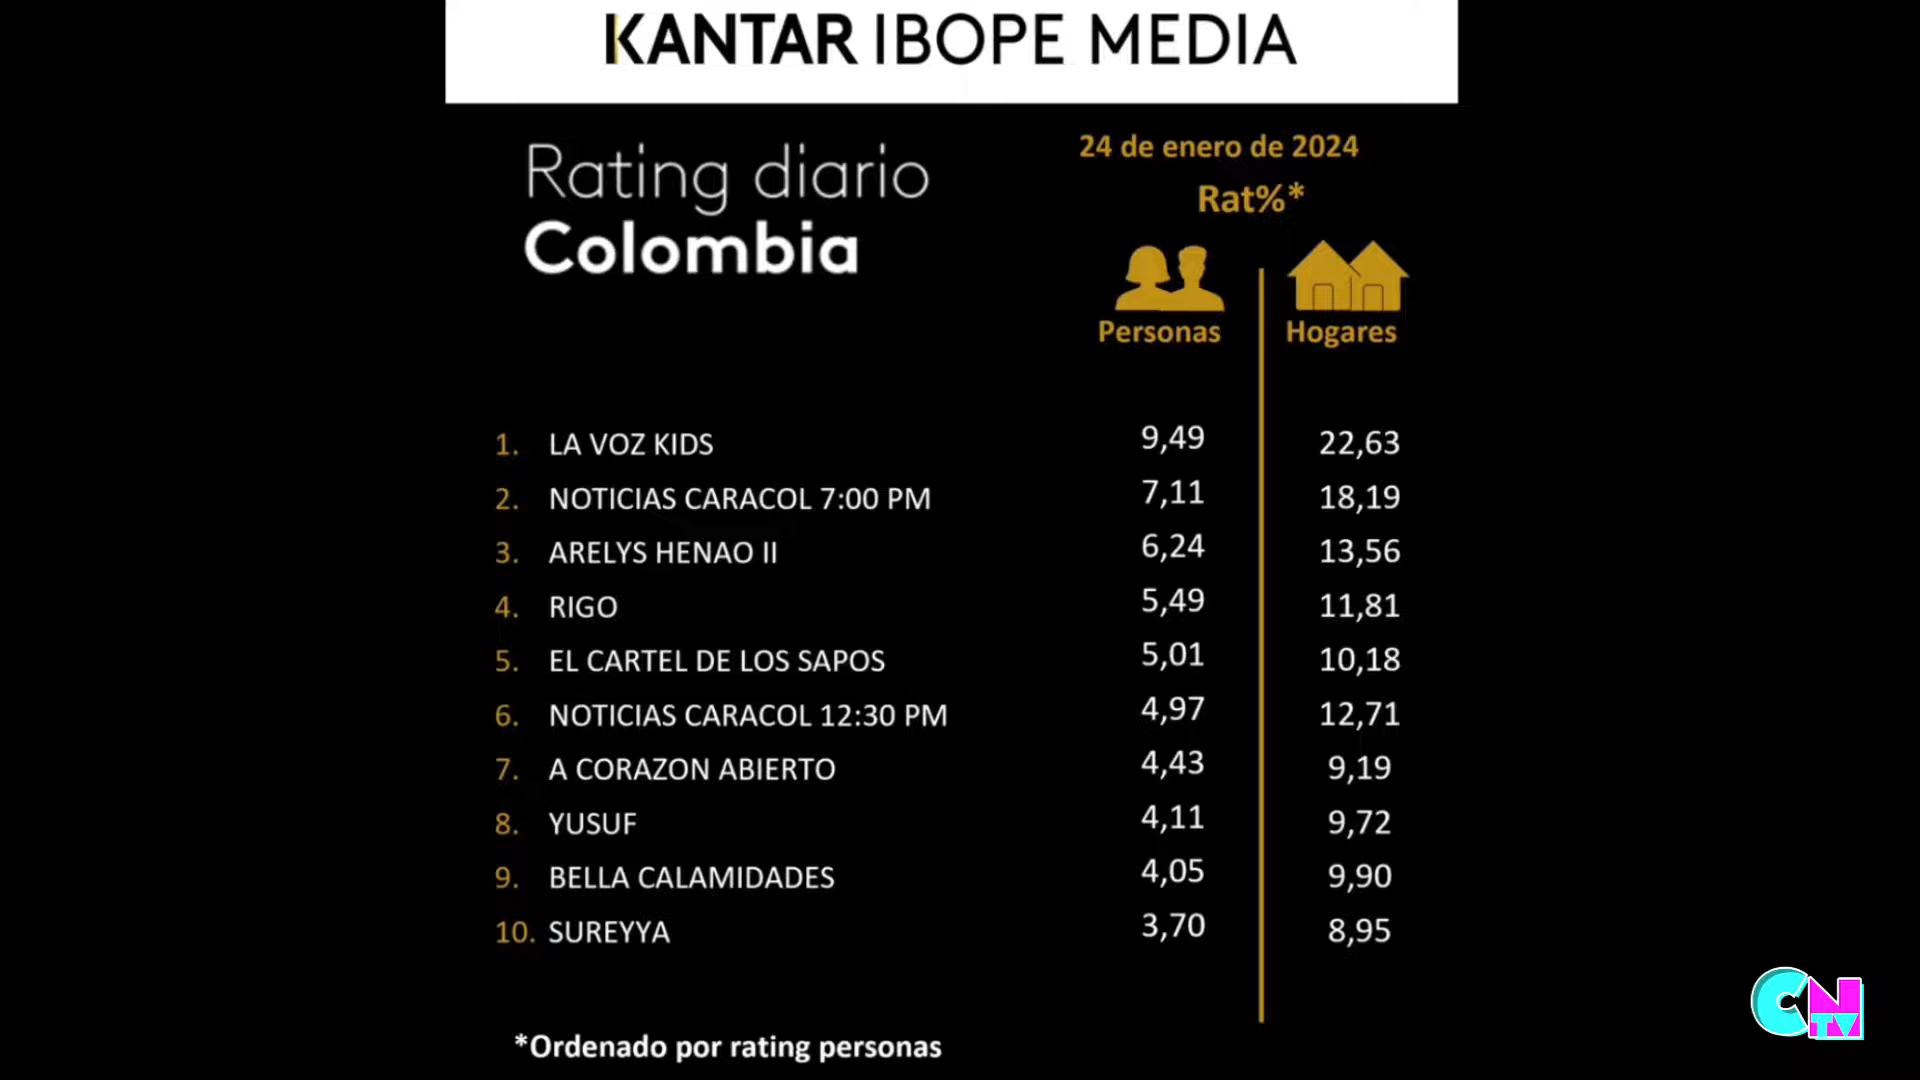 KANTAR IBOPE MEDIA
Rating diario
Colombia
24 de enero de 2024
Rat%*
Personas
Hogares
1. LA VOZ KIDS 9,49 22,63
2. NOTICIAS CARACOL 7:00 PM 7,11 18,19
3. ARELYS HENAO II 6,24 13,56
4. RIGO 5,49 11,81
5. EL CARTEL DE LOS SAPOS 5,01 10,18
6. NOTICIAS CARACOL 12:30 PM 4,97 12,71
7. A CORAZON ABIERTO 4,43 9,19
8. YUSUF 4,11 9,72
9. BELLA CALAMIDADES 4,05 9,90
10. SUREYYA 3,70 8,95
*Ordenado por rating personas
CNTV